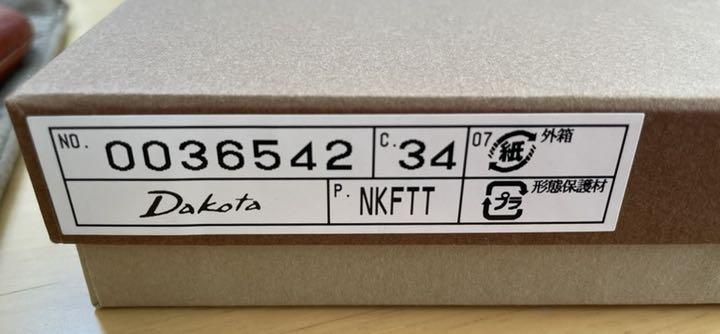 NO. 0036542 C. 34 07 紙 外箱
Dakota P. NKFTT プラ 形態保護材